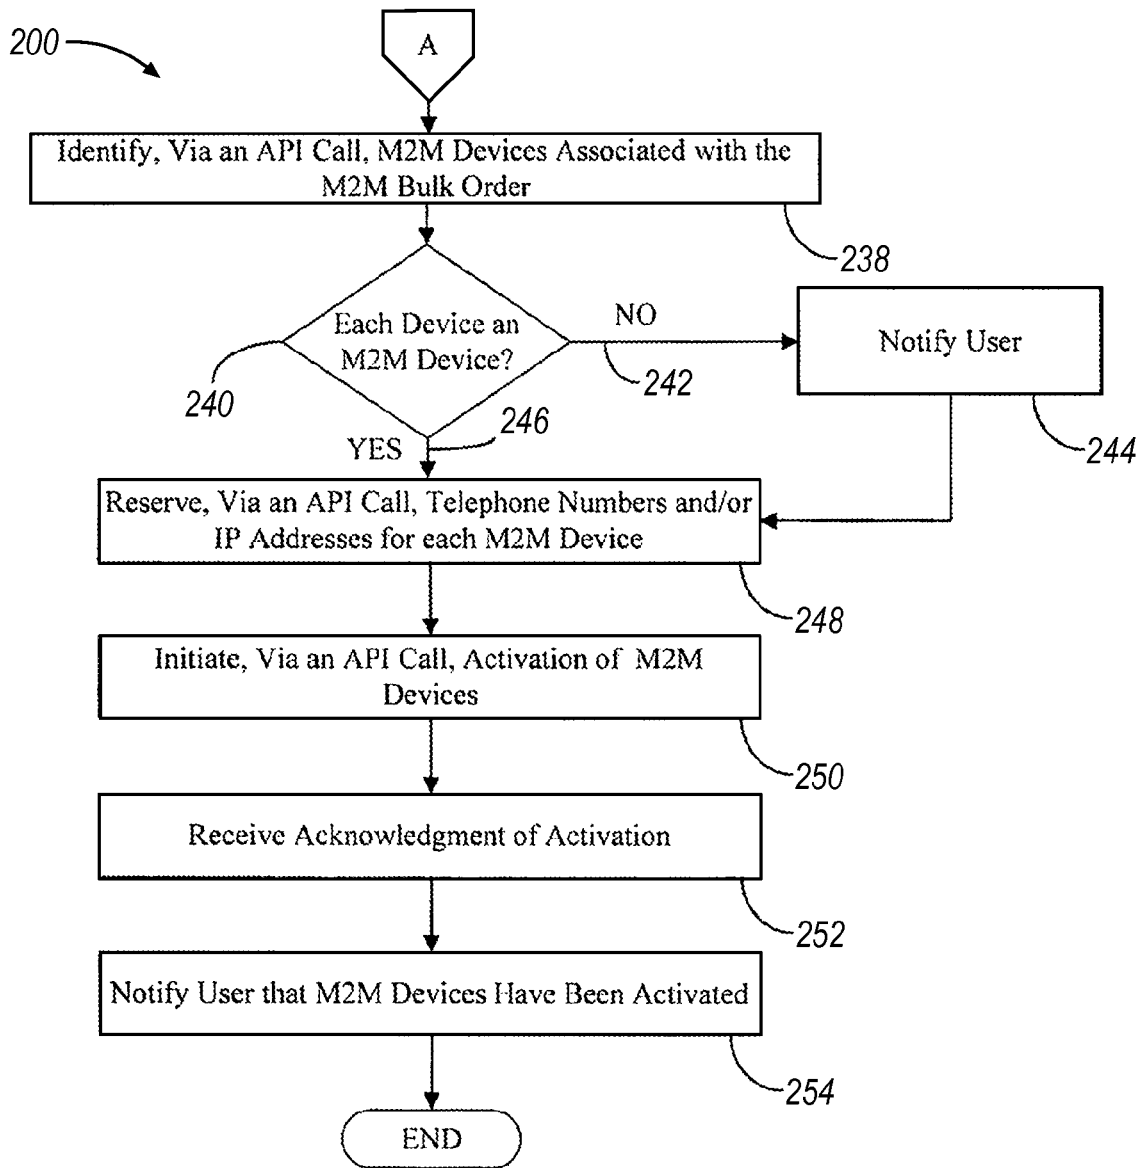 200
A
Identify, Via an API Call, M2M Devices Associated with the
M2M Bulk Order
238
Each Device an
M2M Device?
240
NO
242
Notify User
244
YES
246
Reserve, Via an API Call, Telephone Numbers and/or
IP Addresses for each M2M Device
248
Initiate, Via an API Call, Activation of M2M
Devices
250
Receive Acknowledgment of Activation
252
Notify User that M2M Devices Have Been Activated
254
END